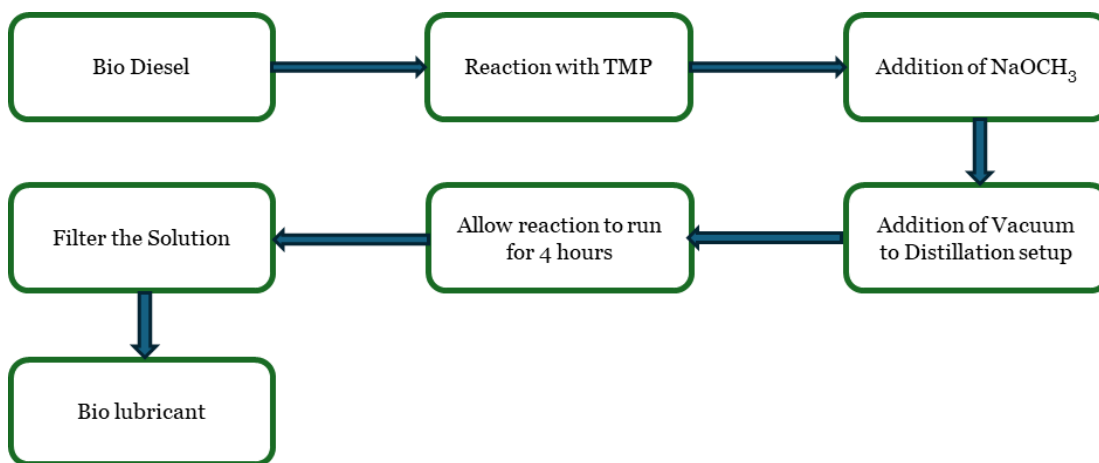 Bio Diesel
Reaction with TMP
Addition of NaOCH₃
Addition of Vacuum
to Distillation setup
Allow reaction to run
for 4 hours
Filter the Solution
Bio lubricant